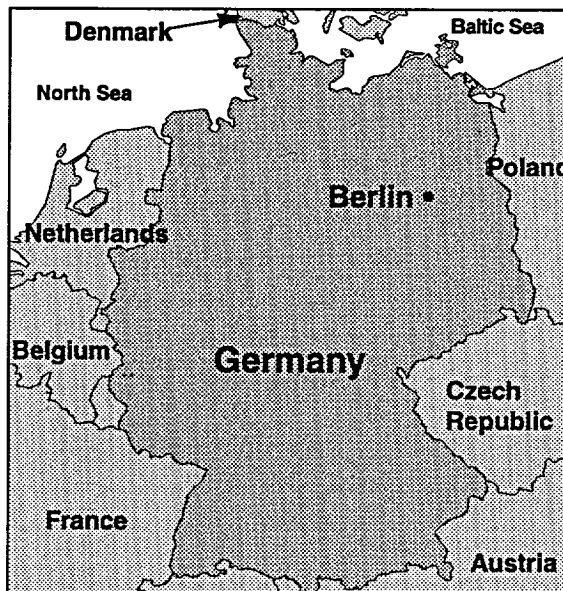 Denmark
Baltic Sea
North Sea
Poland
Berlin
Netherlands
Belgium
Germany
Czech
Republic
France
Austria